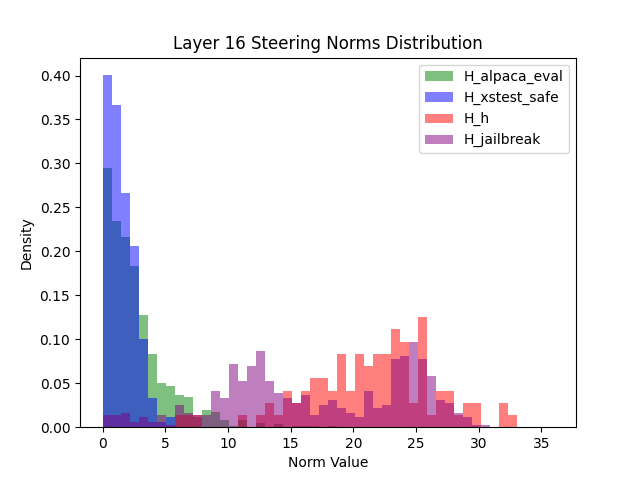 Layer 16 Steering Norms Distribution
H_alpaca_eval
H_xstest_safe
H_h
H_jailbreak
Density
0.40
0.35
0.30
0.25
0.20
0.15
0.10
0.05
0.00
0 5 10 15 20 25 30 35
Norm Value